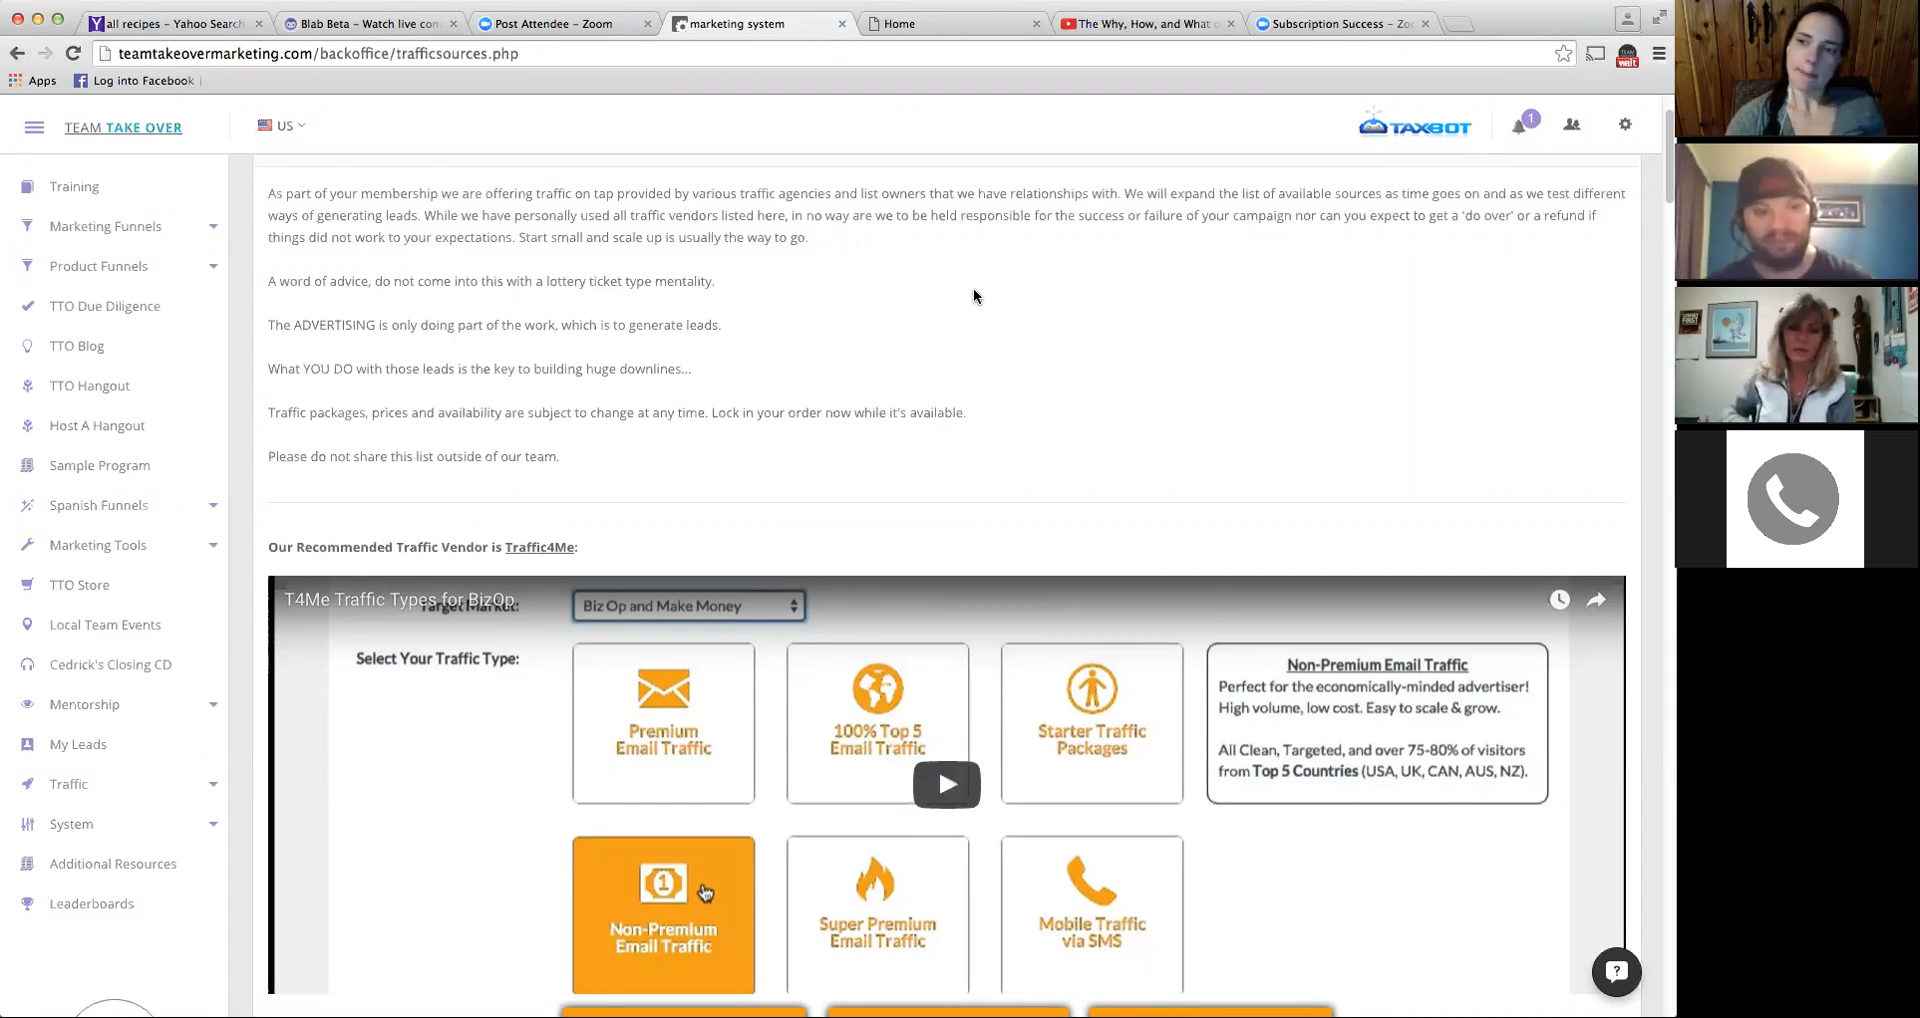 all recipes – Yahoo Search
Blab Beta – Watch live con
Post Attendee – Zoom
marketing system
Home
The Why, How, and What o
Subscription Success – Zo
teamtakeovermarketing.com/backoffice/trafficsources.php
Apps
Log into Facebook
TEAM
walt
TEAM TAKE OVER
US
TAXBOT
1
Training
Marketing Funnels
Product Funnels
TTO Due Diligence
TTO Blog
TTO Hangout
Host A Hangout
Sample Program
Spanish Funnels
Marketing Tools
TTO Store
Local Team Events
Cedrick's Closing CD
Mentorship
My Leads
Traffic
System
Additional Resources
Leaderboards
As part of your membership we are offering traffic on tap provided by various traffic agencies and list owners that we have relationships with. We will expand the list of available sources as time goes on and as we test different
ways of generating leads. While we have personally used all traffic vendors listed here, in no way are we to be held responsible for the success or failure of your campaign nor can you expect to get a 'do over' or a refund if
things did not work to your expectations. Start small and scale up is usually the way to go.
A word of advice, do not come into this with a lottery ticket type mentality.
The ADVERTISING is only doing part of the work, which is to generate leads.
What YOU DO with those leads is the key to building huge downlines...
Traffic packages, prices and availability are subject to change at any time. Lock in your order now while it's available.
Please do not share this list outside of our team.
Our Recommended Traffic Vendor is Traffic4Me:
T4Me Traffic Types for BizOp
Target Market:
Biz Op and Make Money
Select Your Traffic Type:
Premium
Email Traffic
100% Top 5
Email Traffic
Starter Traffic
Packages
Non-Premium Email Traffic
Perfect for the economically-minded advertiser!
High volume, low cost. Easy to scale & grow.
All Clean, Targeted, and over 75-80% of visitors
from Top 5 Countries (USA, UK, CAN, AUS, NZ).
1
Non-Premium
Email Traffic
Super Premium
Email Traffic
Mobile Traffic
via SMS
?